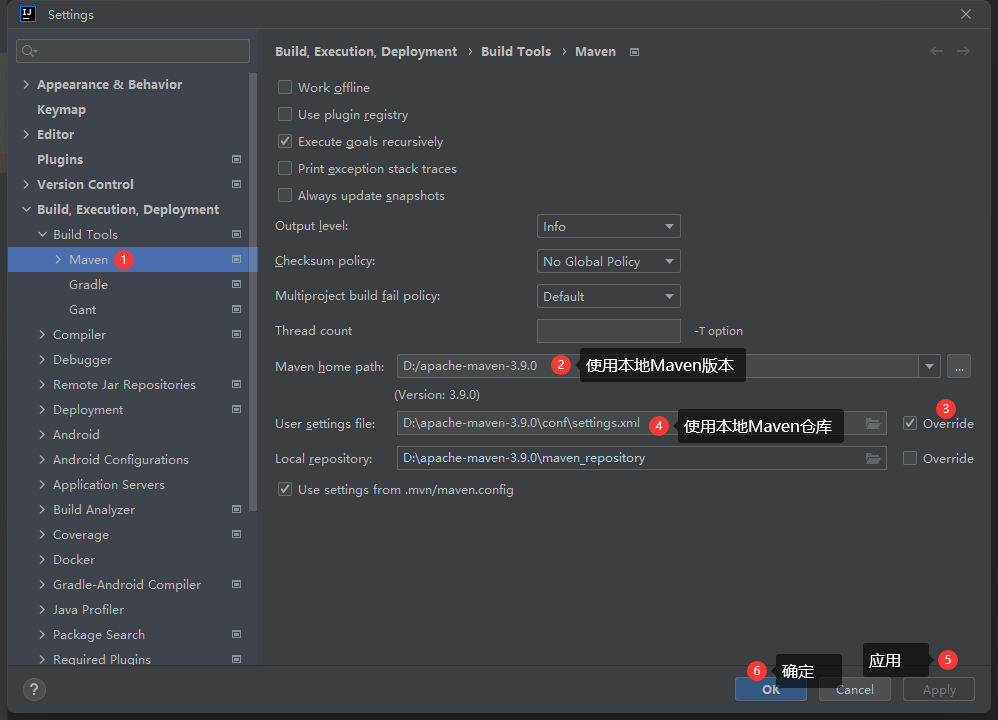 IJ Settings
Build, Execution, Deployment › Build Tools › Maven
Appearance & Behavior
Keymap
Editor
Plugins
Version Control
Build, Execution, Deployment
Build Tools
Maven 1
Gradle
Gant
Compiler
Debugger
Remote Jar Repositories
Deployment
Android
Android Configurations
Application Servers
Build Analyzer
Coverage
Docker
Gradle-Android Compiler
Java Profiler
Package Search
Required Plugins
Work offline
Use plugin registry
Execute goals recursively
Print exception stack traces
Always update snapshots
Output level: Info
Checksum policy: No Global Policy
Multiproject build fail policy: Default
Thread count -T option
Maven home path: D:/apache-maven-3.9.0 2 使用本地Maven版本 ...
(Version: 3.9.0)
3
User settings file: D:\apache-maven-3.9.0\conf\settings.xml 4 使用本地Maven仓库 Override
Local repository: D:\apache-maven-3.9.0\maven_repository Override
Use settings from .mvn/maven.config
6 确定 应用 5
? OK Cancel Apply